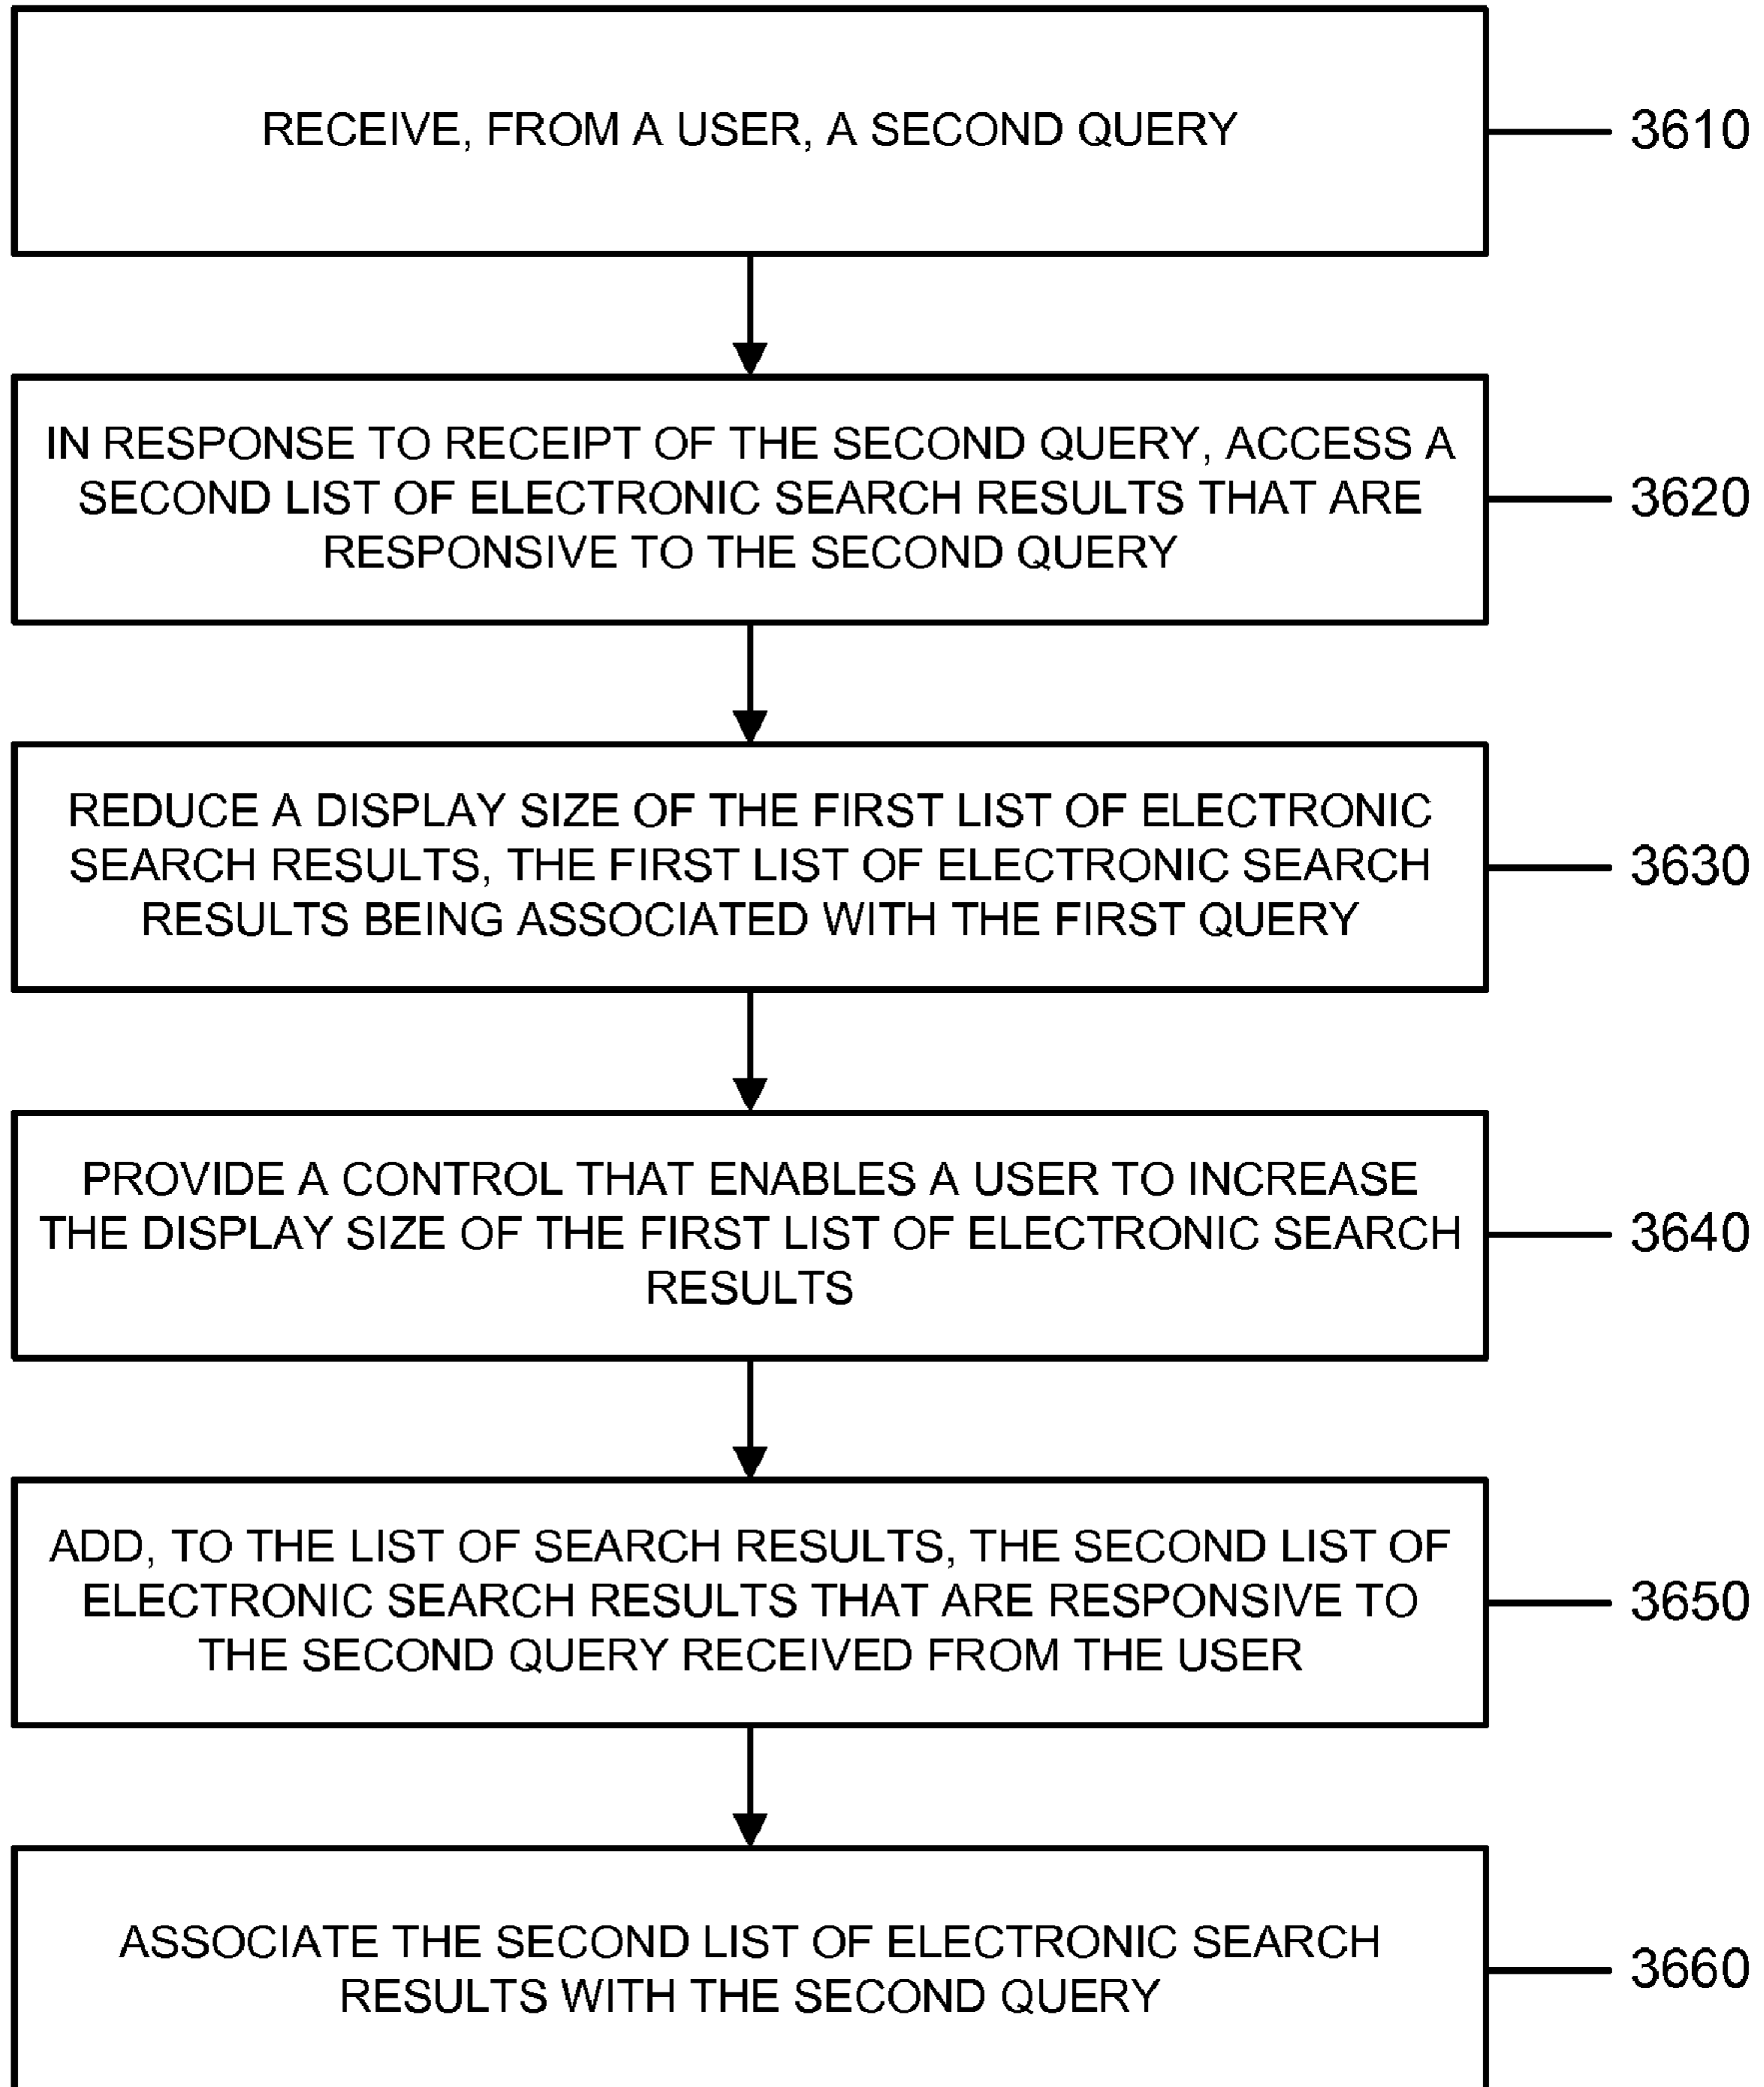 RECEIVE, FROM A USER, A SECOND QUERY
3610
IN RESPONSE TO RECEIPT OF THE SECOND QUERY, ACCESS A
SECOND LIST OF ELECTRONIC SEARCH RESULTS THAT ARE
RESPONSIVE TO THE SECOND QUERY
3620
REDUCE A DISPLAY SIZE OF THE FIRST LIST OF ELECTRONIC
SEARCH RESULTS, THE FIRST LIST OF ELECTRONIC SEARCH
RESULTS BEING ASSOCIATED WITH THE FIRST QUERY
3630
PROVIDE A CONTROL THAT ENABLES A USER TO INCREASE
THE DISPLAY SIZE OF THE FIRST LIST OF ELECTRONIC SEARCH
RESULTS
3640
ADD, TO THE LIST OF SEARCH RESULTS, THE SECOND LIST OF
ELECTRONIC SEARCH RESULTS THAT ARE RESPONSIVE TO
THE SECOND QUERY RECEIVED FROM THE USER
3650
ASSOCIATE THE SECOND LIST OF ELECTRONIC SEARCH
RESULTS WITH THE SECOND QUERY
3660